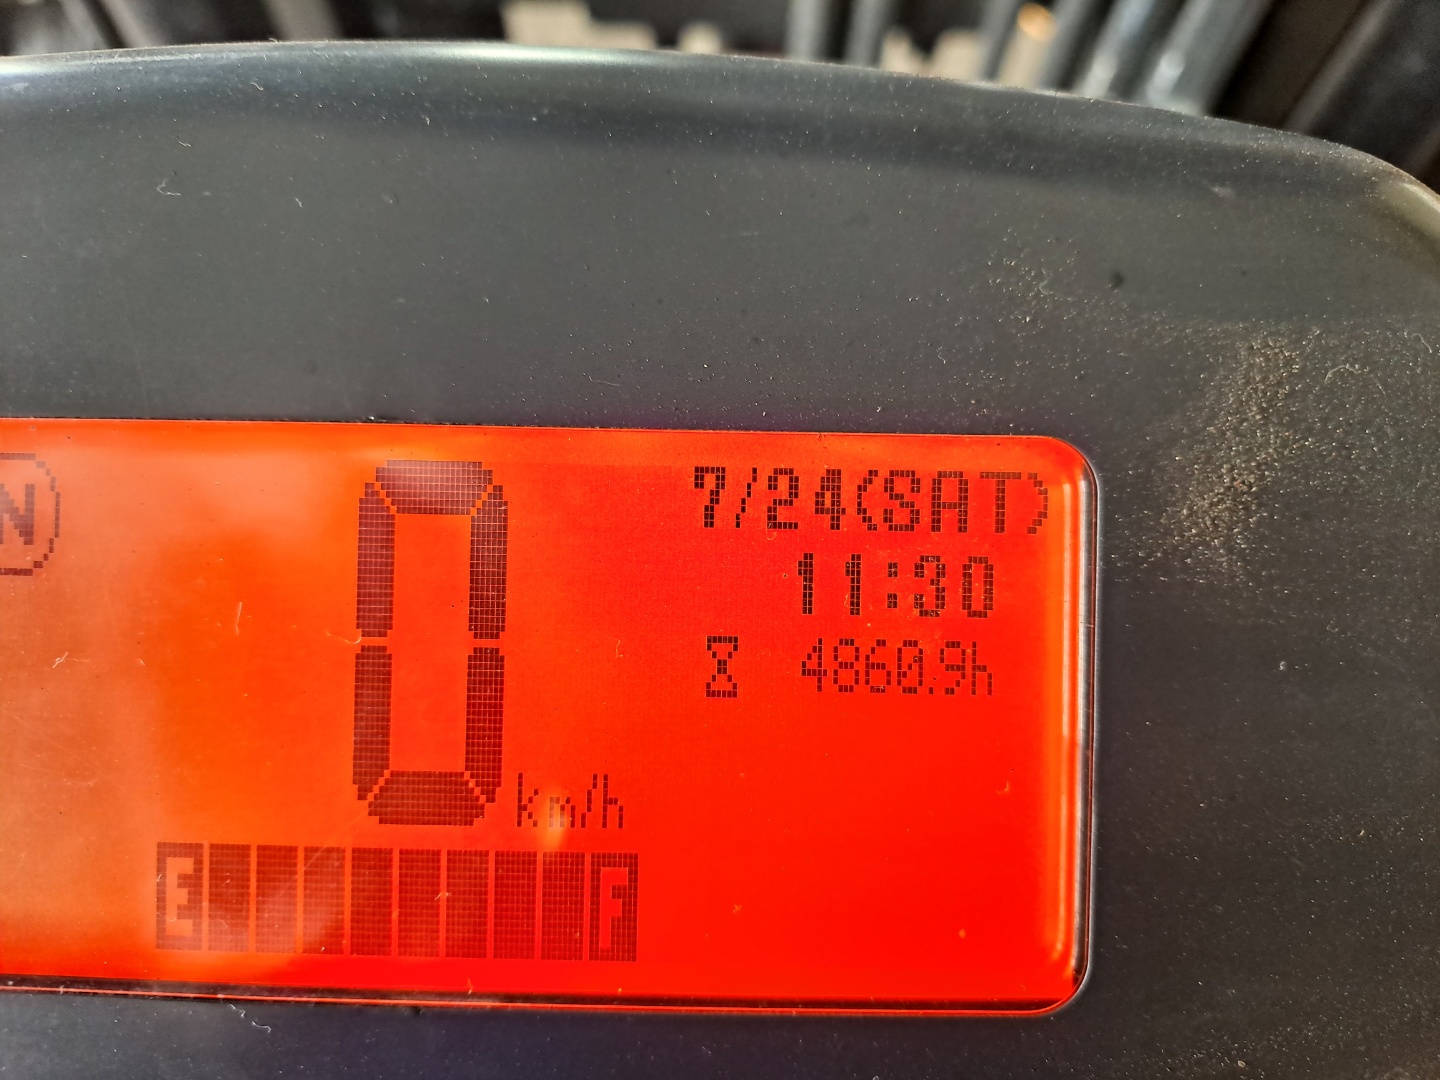 N
0 km/h
7/24(SAT)
11:30
4860.9h
E F